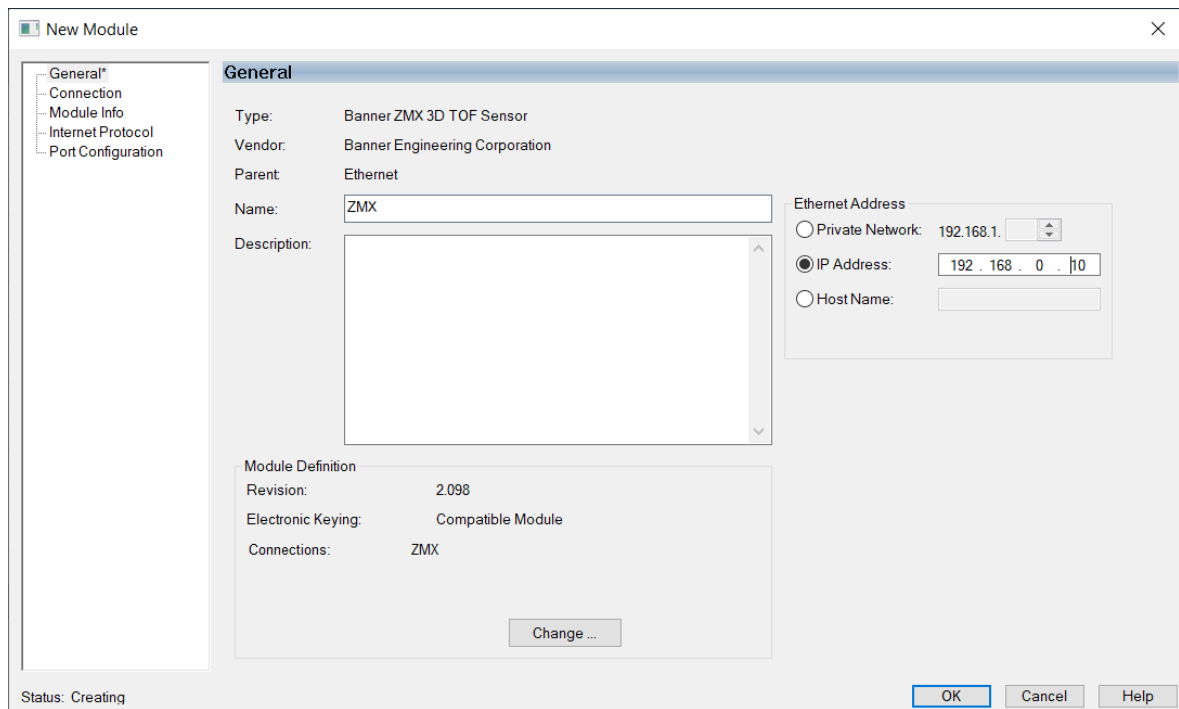 New Module
General*
Connection
Module Info
Internet Protocol
Port Configuration
General
Type: Banner ZMX 3D TOF Sensor
Vendor: Banner Engineering Corporation
Parent: Ethernet
Name: ZMX
Description:
Ethernet Address
Private Network: 192.168.1.
IP Address: 192 . 168 . 0 . 10
Host Name:
Module Definition
Revision: 2.098
Electronic Keying: Compatible Module
Connections: ZMX
Change ...
Status: Creating
OK Cancel Help